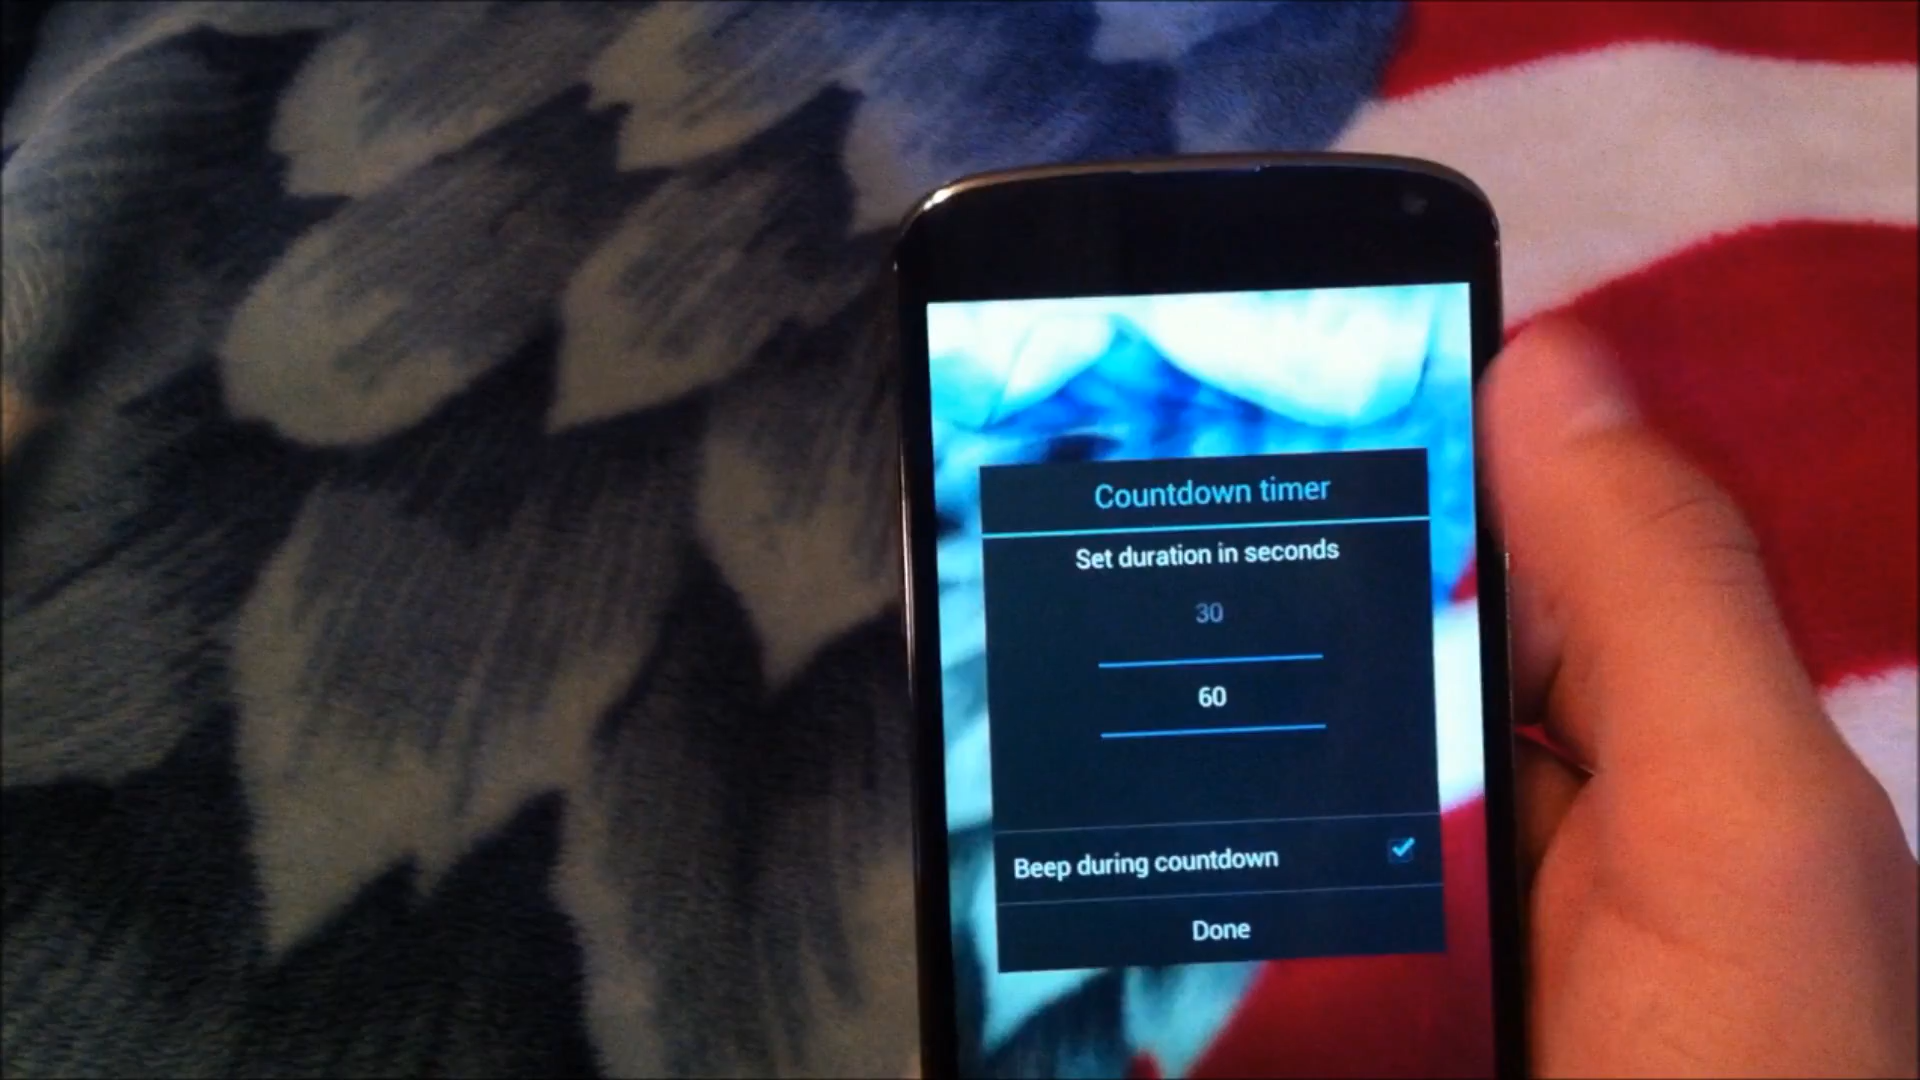 Countdown timer
Set duration in seconds
30
60
Beep during countdown
Done